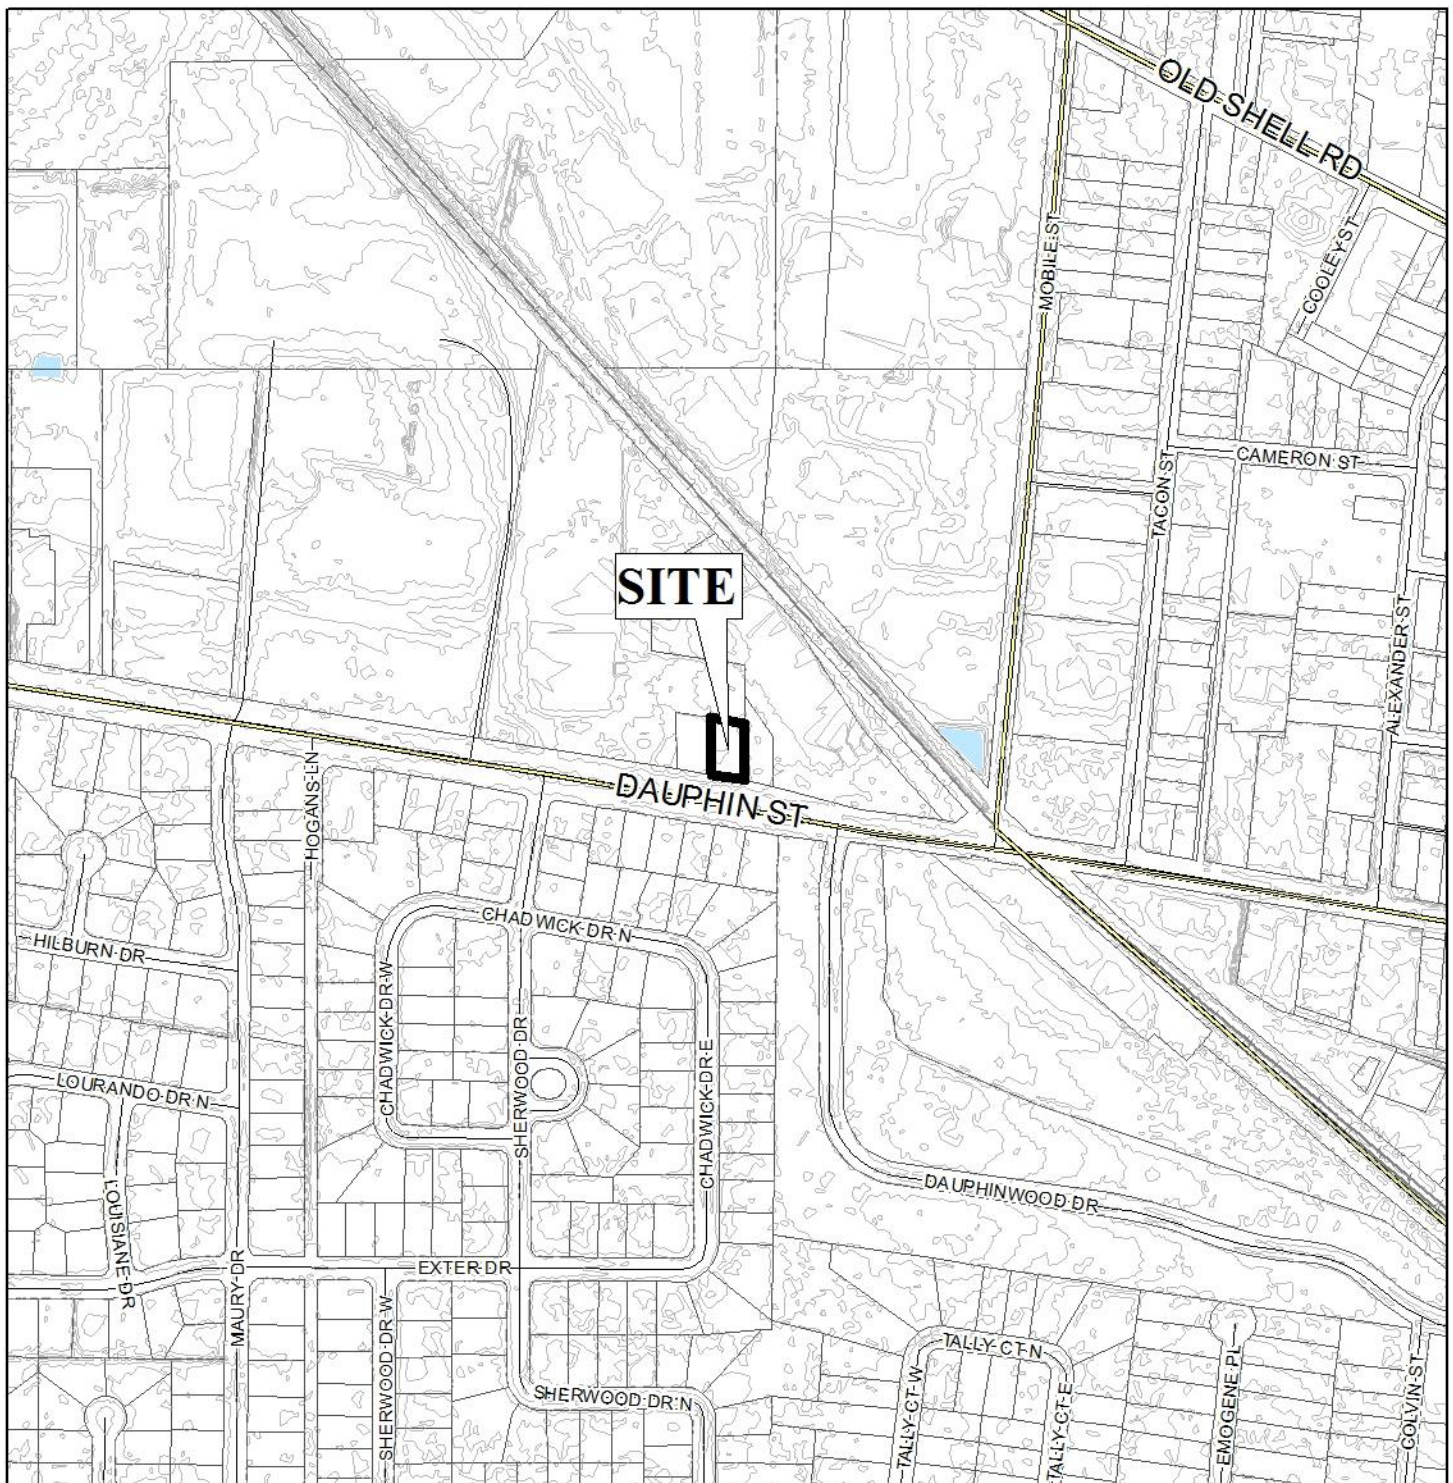 OLD SHELL RD
MOBILE ST
COOLEY ST
TACON ST
CAMERON ST
ALEXANDER ST
SITE
DAUPHIN ST
HOGANS LN
CHADWICK DR N
HILBURN DR
CHADWICK DR W
SHERWOOD DR
CHADWICK DR E
LOURANDO DR N
LOUISIANE DR
DAUPHINWOOD DR
MAURY DR
EXTER DR
SHERWOOD DR W
SHERWOOD DR N
TALLY CT N
TALLY CT W
TALLY CT E
EMOGENE PL
COLVIN ST